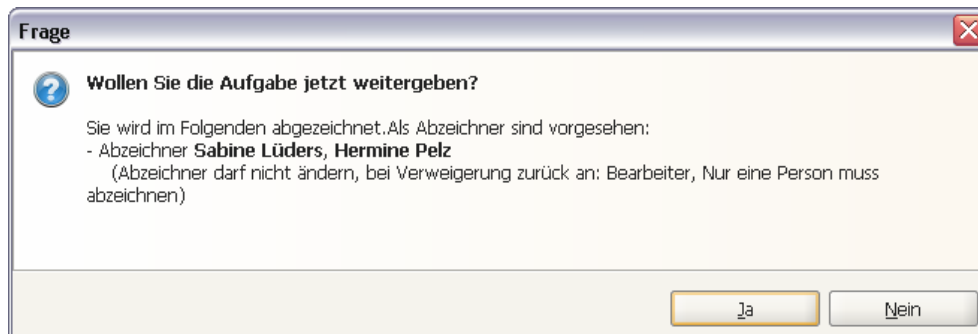 Frage
Wollen Sie die Aufgabe jetzt weitergeben?
Sie wird im Folgenden abgezeichnet.Als Abzeichner sind vorgesehen:
- Abzeichner Sabine Lüders, Hermine Pelz
(Abzeichner darf nicht ändern, bei Verweigerung zurück an: Bearbeiter, Nur eine Person muss
abzeichnen)
Ja Nein